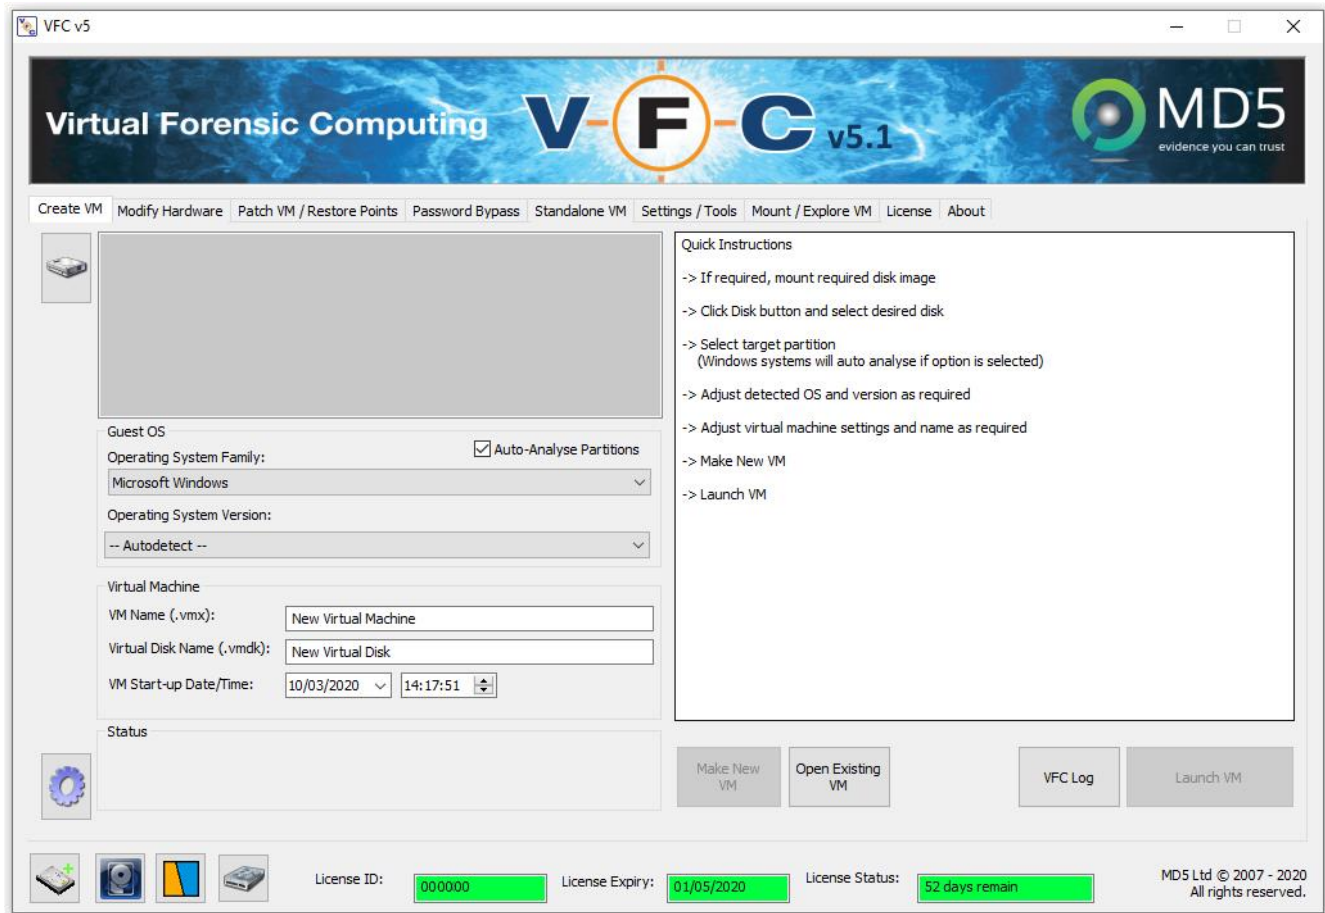 VFC v5
Virtual Forensic Computing V-F-C v5.1 MD5
evidence you can trust
Create VM Modify Hardware Patch VM / Restore Points Password Bypass Standalone VM Settings / Tools Mount / Explore VM License About
Quick Instructions
-> If required, mount required disk image
-> Click Disk button and select desired disk
-> Select target partition
(Windows systems will auto analyse if option is selected)
-> Adjust detected OS and version as required
-> Adjust virtual machine settings and name as required
-> Make New VM
-> Launch VM
Guest OS
Auto-Analyse Partitions
Operating System Family:
Microsoft Windows
Operating System Version:
-- Autodetect --
Virtual Machine
VM Name (.vmx): New Virtual Machine
Virtual Disk Name (.vmdk): New Virtual Disk
VM Start-up Date/Time: 10/03/2020 14:17:51
Status
Make New
VM
Open Existing
VM
VFC Log
Launch VM
License ID: 000000 License Expiry: 01/05/2020 License Status: 52 days remain
MD5 Ltd © 2007 - 2020
All rights reserved.